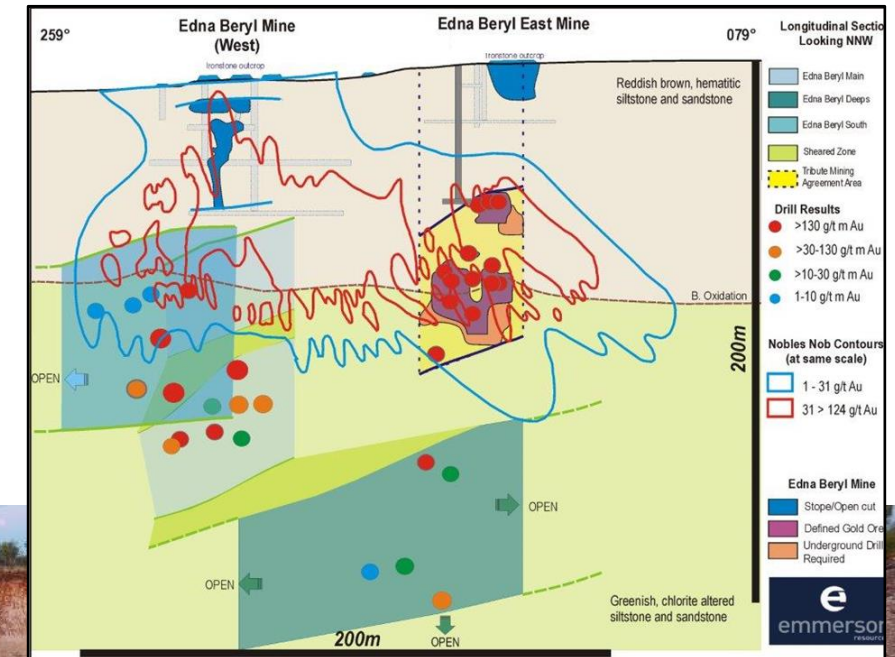 259°
Edna Beryl Mine
(West)
Ironstone outcrop
Edna Beryl East Mine
Ironstone outcrop
079°
Reddish brown, hematitic
siltstone and sandstone
B. Oxidation
200m
OPEN
OPEN
OPEN
OPEN
Greenish, chlorite altered
siltstone and sandstone
200m
Longitudinal Sectio
Looking NNW
Edna Beryl Main
Edna Beryl Deeps
Edna Beryl South
Sheared Zone
Tribute Mining
Agreement Area
Drill Results
>130 g/t m Au
>30-130 g/t m Au
>10-30 g/t m Au
1-10 g/t m Au
Nobles Nob Contours
(at same scale)
1 - 31 g/t Au
31 > 124 g/t Au
Edna Beryl Mine
Stope/Open cut
Defined Gold Ore
Underground Drill
Required
e
emmerson
resourc